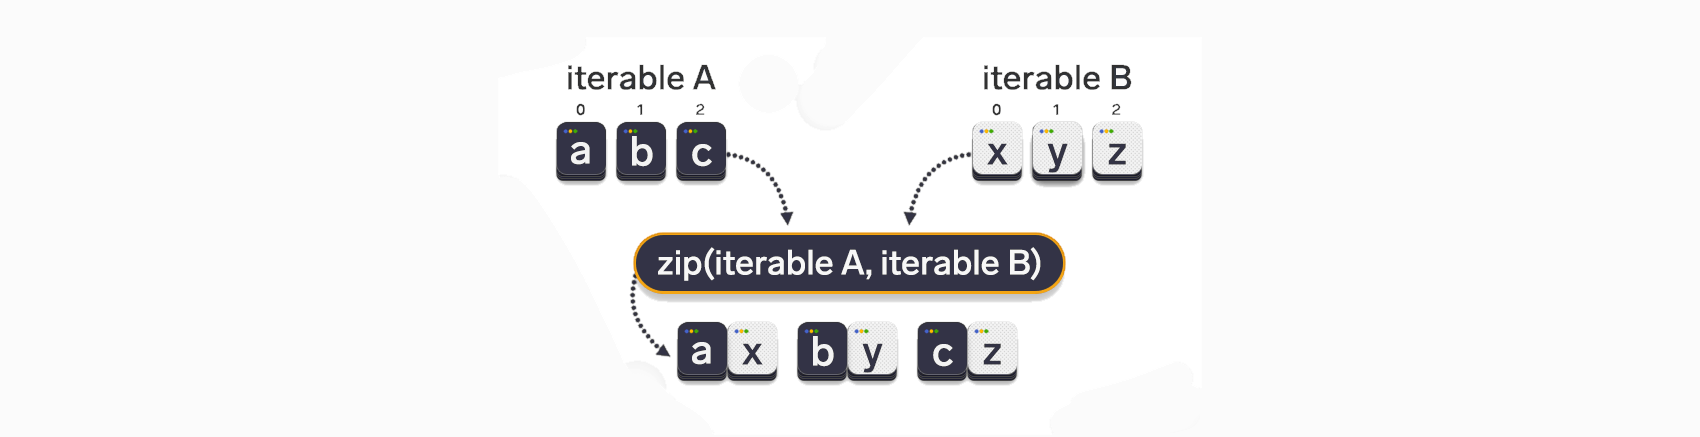 iterable A
0 1 2
a b c
iterable B
0 1 2
x y z
zip(iterable A, iterable B)
a x b y c z